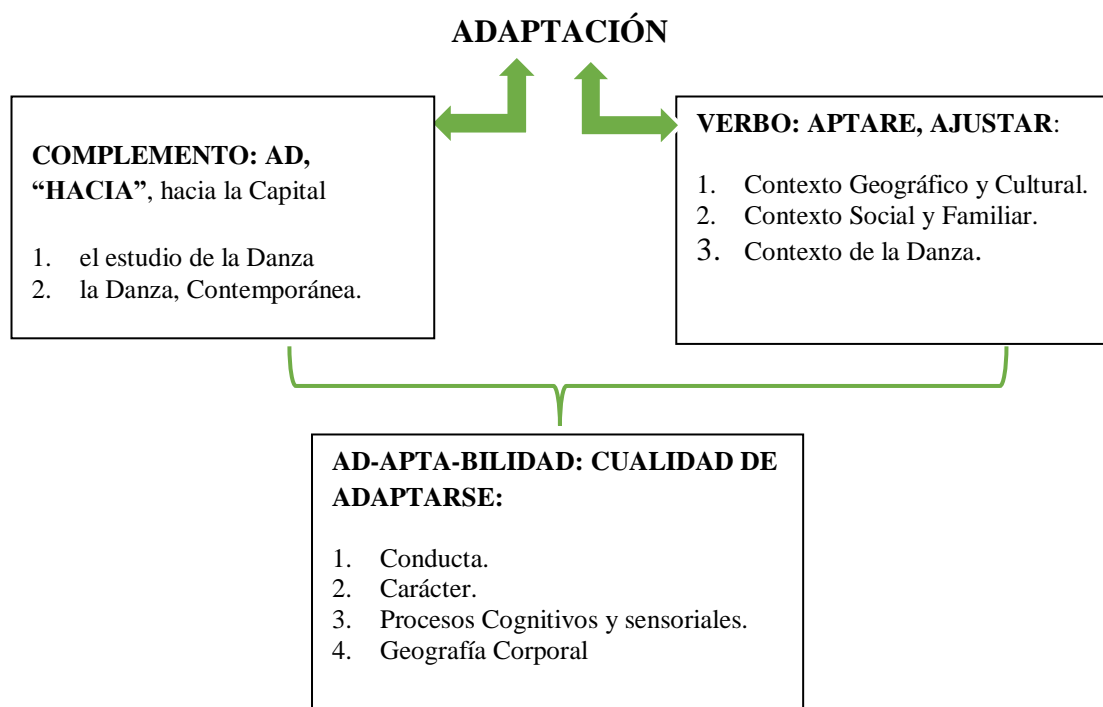 ADAPTACIÓN
COMPLEMENTO: AD,
“HACIA”, hacia la Capital
1. el estudio de la Danza
2. la Danza, Contemporánea.
VERBO: APTARE, AJUSTAR:
1. Contexto Geográfico y Cultural.
2. Contexto Social y Familiar.
3. Contexto de la Danza.
AD-APTA-BILIDAD: CUALIDAD DE
ADAPTARSE:
1. Conducta.
2. Carácter.
3. Procesos Cognitivos y sensoriales.
4. Geografía Corporal